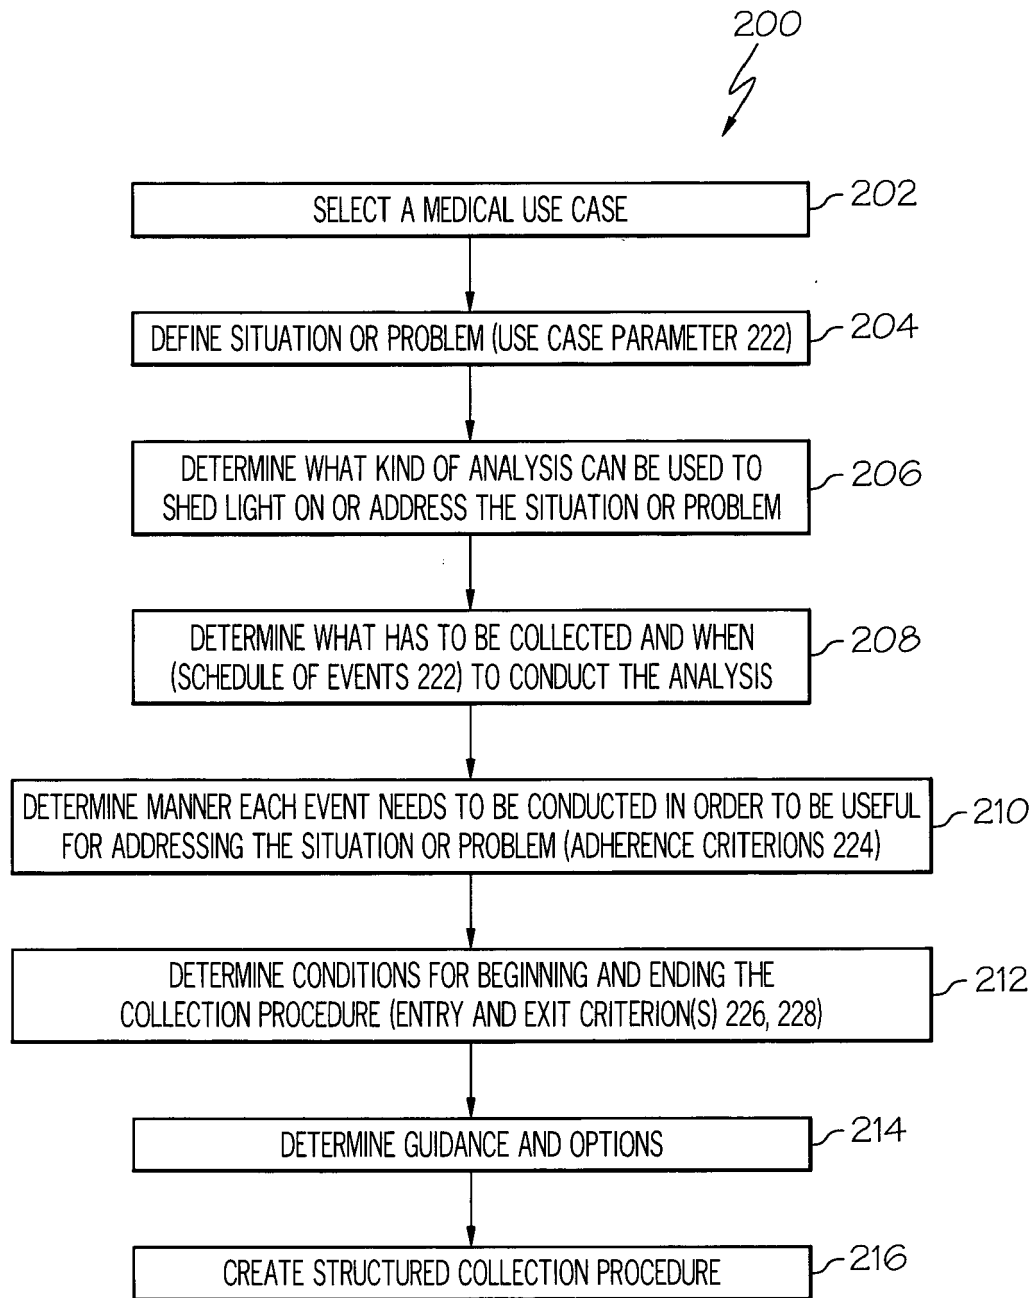 200
SELECT A MEDICAL USE CASE
202
DEFINE SITUATION OR PROBLEM (USE CASE PARAMETER 222)
204
DETERMINE WHAT KIND OF ANALYSIS CAN BE USED TO
SHED LIGHT ON OR ADDRESS THE SITUATION OR PROBLEM
206
DETERMINE WHAT HAS TO BE COLLECTED AND WHEN
(SCHEDULE OF EVENTS 222) TO CONDUCT THE ANALYSIS
208
DETERMINE MANNER EACH EVENT NEEDS TO BE CONDUCTED IN ORDER TO BE USEFUL
FOR ADDRESSING THE SITUATION OR PROBLEM (ADHERENCE CRITERIONS 224)
210
DETERMINE CONDITIONS FOR BEGINNING AND ENDING THE
COLLECTION PROCEDURE (ENTRY AND EXIT CRITERION(S) 226, 228)
212
DETERMINE GUIDANCE AND OPTIONS
214
CREATE STRUCTURED COLLECTION PROCEDURE
216